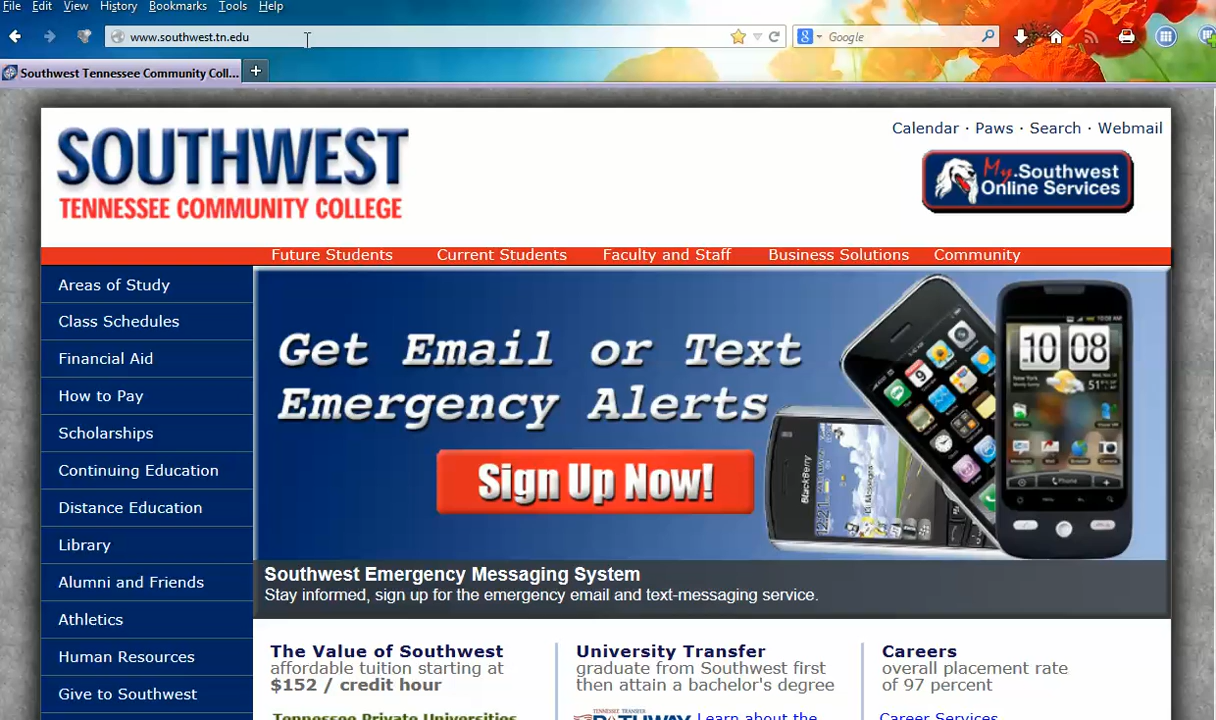 File Edit View History Bookmarks Tools Help
www.southwest.tn.edu
Google
Southwest Tennessee Community Coll...
Calendar · Paws · Search · Webmail
SOUTHWEST
TENNESSEE COMMUNITY COLLEGE
My.Southwest
Online Services
Future Students Current Students Faculty and Staff Business Solutions Community
Areas of Study
Class Schedules
Financial Aid
How to Pay
Scholarships
Continuing Education
Distance Education
Library
Alumni and Friends
Athletics
Human Resources
Give to Southwest
Get Email or Text
Emergency Alerts
Sign Up Now!
10 08
BlackBerry
Southwest Emergency Messaging System
Stay informed, sign up for the emergency email and text-messaging service.
The Value of Southwest
affordable tuition starting at
$152 / credit hour
Tennessee Private Universities
University Transfer
graduate from Southwest first
then attain a bachelor's degree
TENNESSEE TRANSFER
PATHWAY Learn about the
Careers
overall placement rate
of 97 percent
Career Services